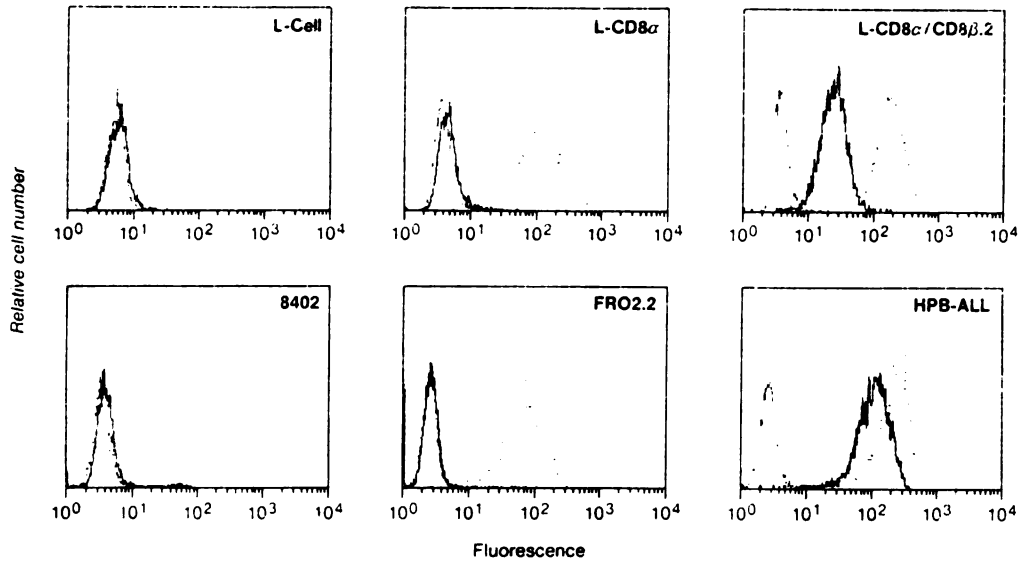 L-Cell
L-CD8α
L-CD8α/CD8β.2
10⁰ 10¹ 10² 10³ 10⁴
10⁰ 10¹ 10² 10³ 10⁴
10⁰ 10¹ 10² 10³ 10⁴
Relative cell number
8402
FRO2.2
HPB-ALL
10⁰ 10¹ 10² 10³ 10⁴
10⁰ 10¹ 10² 10³ 10⁴
10⁰ 10¹ 10² 10³ 10⁴
Fluorescence